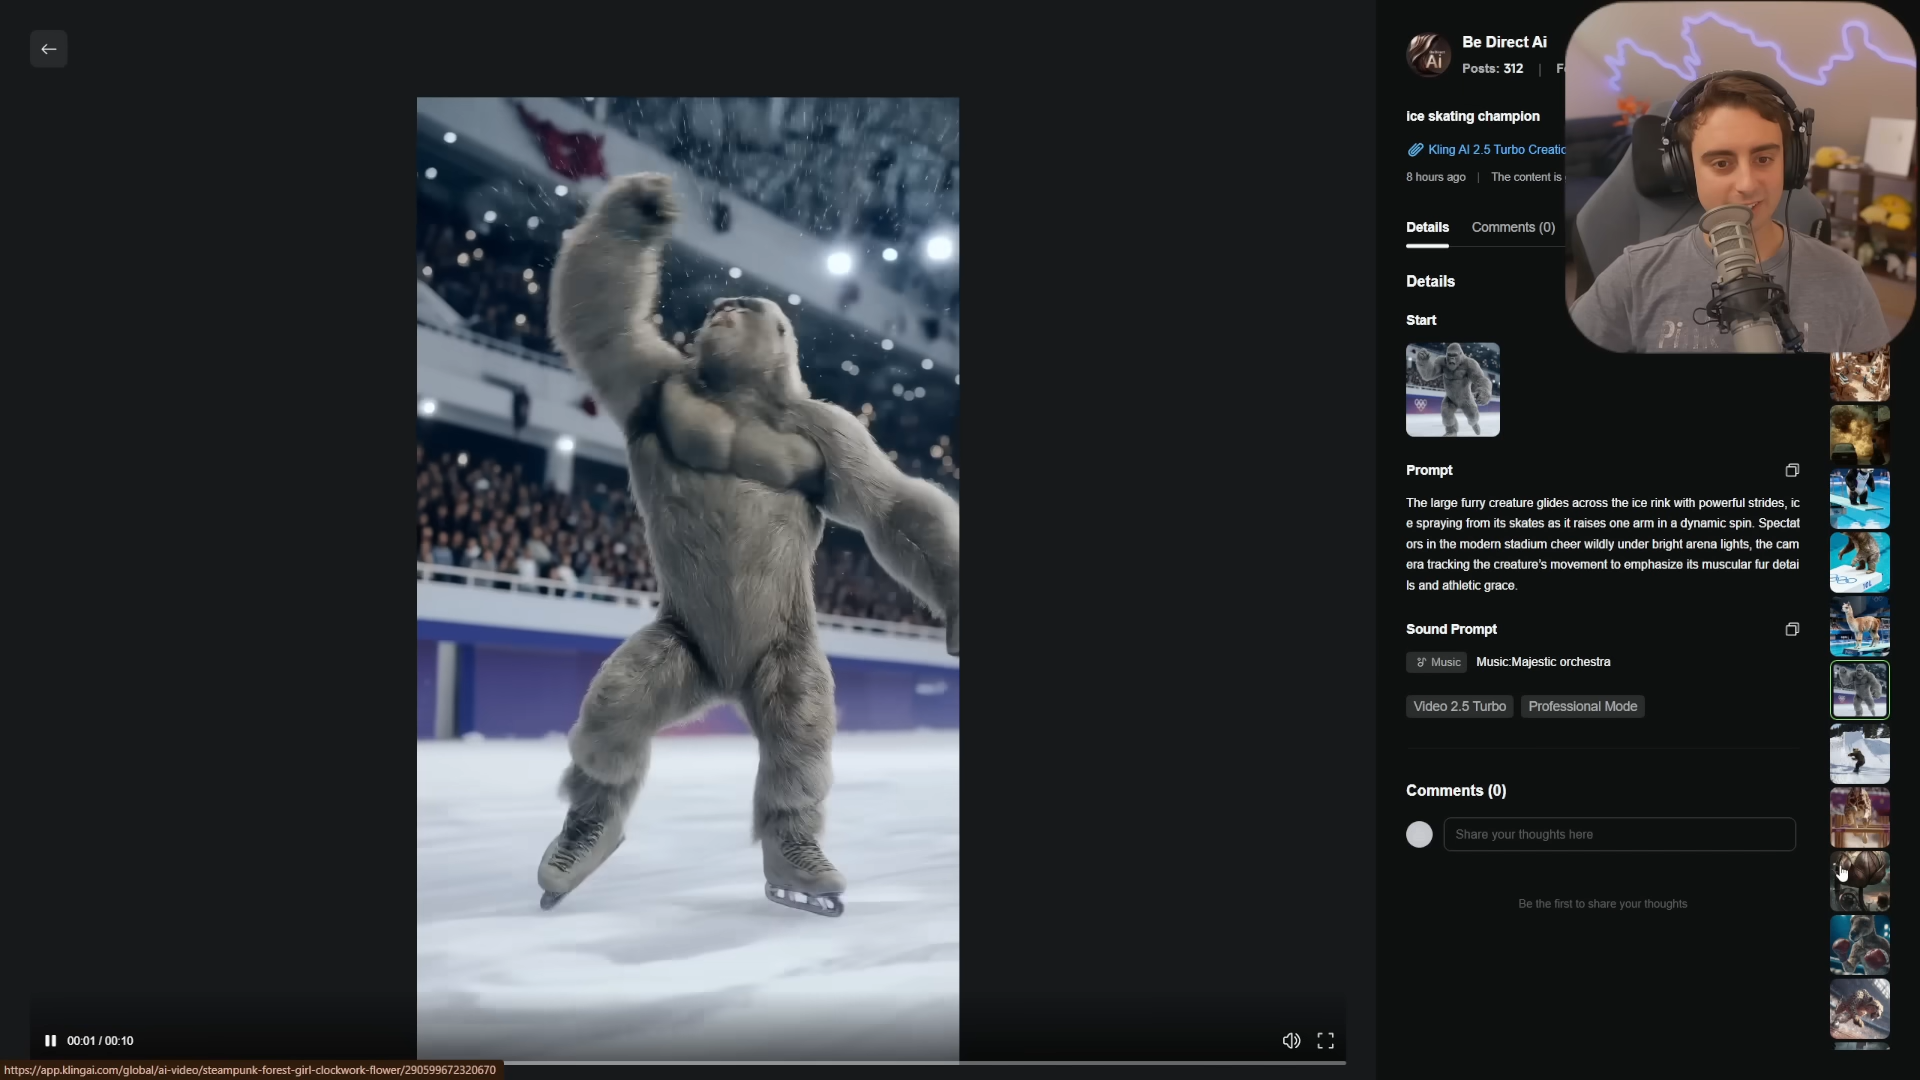 Be Direct Ai
Posts: 312
ice skating champion
Kling AI 2.5 Turbo Creatio
8 hours ago | The content is
Details
Comments (0)
Details
Start
Prompt
The large furry creature glides across the ice rink with powerful strides, ic
e spraying from its skates as it raises one arm in a dynamic spin. Spectat
ors in the modern stadium cheer wildly under bright arena lights, the cam
era tracking the creature’s movement to emphasize its muscular fur detai
ls and athletic grace.
Sound Prompt
Music
Music:Majestic orchestra
Video 2.5 Turbo
Professional Mode
Comments (0)
Share your thoughts here
Be the first to share your thoughts
00:01 / 00:10
https://app.klingai.com/global/ai-video/steampunk-forest-girl-clockwork-flower/290599672320670